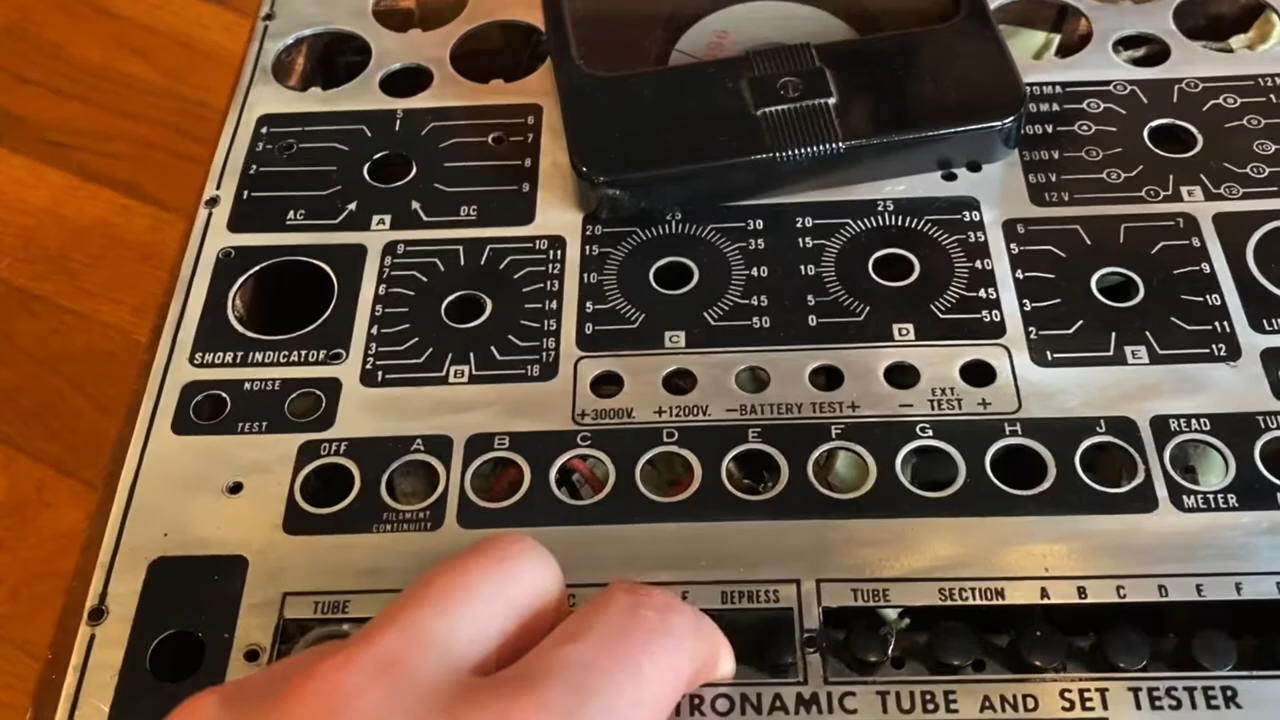 96
5
4 6
3 7
2 8
1 9
AC DC
A
20MA 12
60V
300V
12V
E
SHORT INDICATOR
NOISE
TEST
9 10
8 11
7 12
6 13
5 14
4 15
3 16
2 17
1 18
B
25
20 30
15 35
10 40
5 45
0 50
C
25
20 30
15 35
10 40
5 45
0 50
D
6 7
5 8
4 9
3 10
2 11
1 12
E
+3000V. +1200V. -BATTERY TEST+ - EXT. TEST +
OFF A
FILAMENT
CONTINUITY
B C D E F G H J
READ
METER
TUBE C F DEPRESS
TUBE SECTION A B C D E F
TRONAMIC TUBE AND SET TESTER